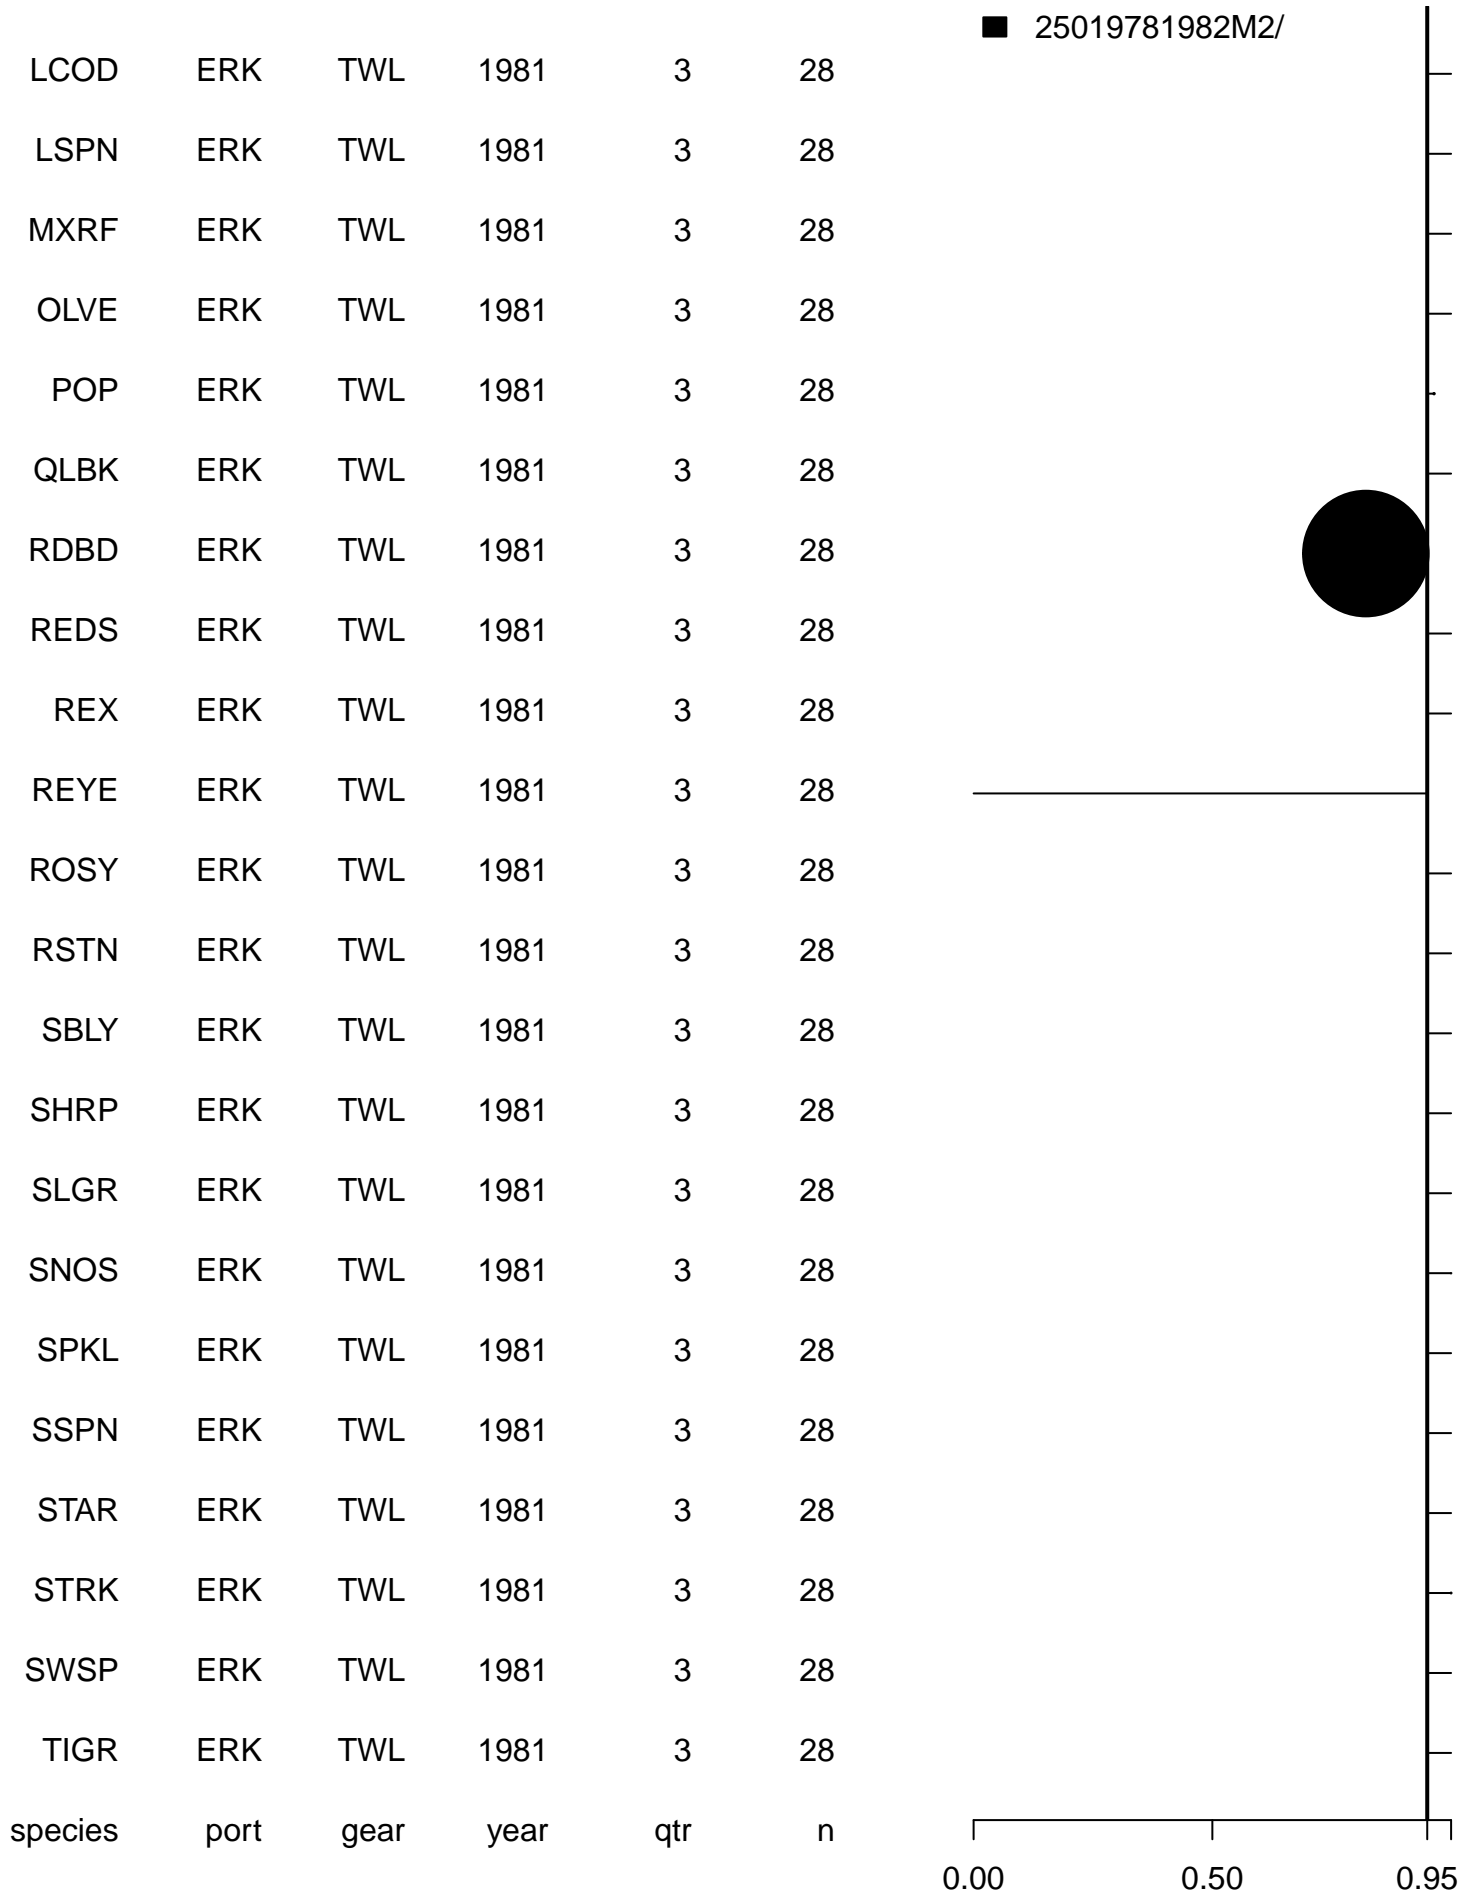 25019781982M2/
LCOD ERK TWL 1981 3 28
LSPN ERK TWL 1981 3 28
MXRF ERK TWL 1981 3 28
OLVE ERK TWL 1981 3 28
POP ERK TWL 1981 3 28
QLBK ERK TWL 1981 3 28
RDBD ERK TWL 1981 3 28
REDS ERK TWL 1981 3 28
REX ERK TWL 1981 3 28
REYE ERK TWL 1981 3 28
ROSY ERK TWL 1981 3 28
RSTN ERK TWL 1981 3 28
SBLY ERK TWL 1981 3 28
SHRP ERK TWL 1981 3 28
SLGR ERK TWL 1981 3 28
SNOS ERK TWL 1981 3 28
SPKL ERK TWL 1981 3 28
SSPN ERK TWL 1981 3 28
STAR ERK TWL 1981 3 28
STRK ERK TWL 1981 3 28
SWSP ERK TWL 1981 3 28
TIGR ERK TWL 1981 3 28
species port gear year qtr n
0.00 0.50 0.95